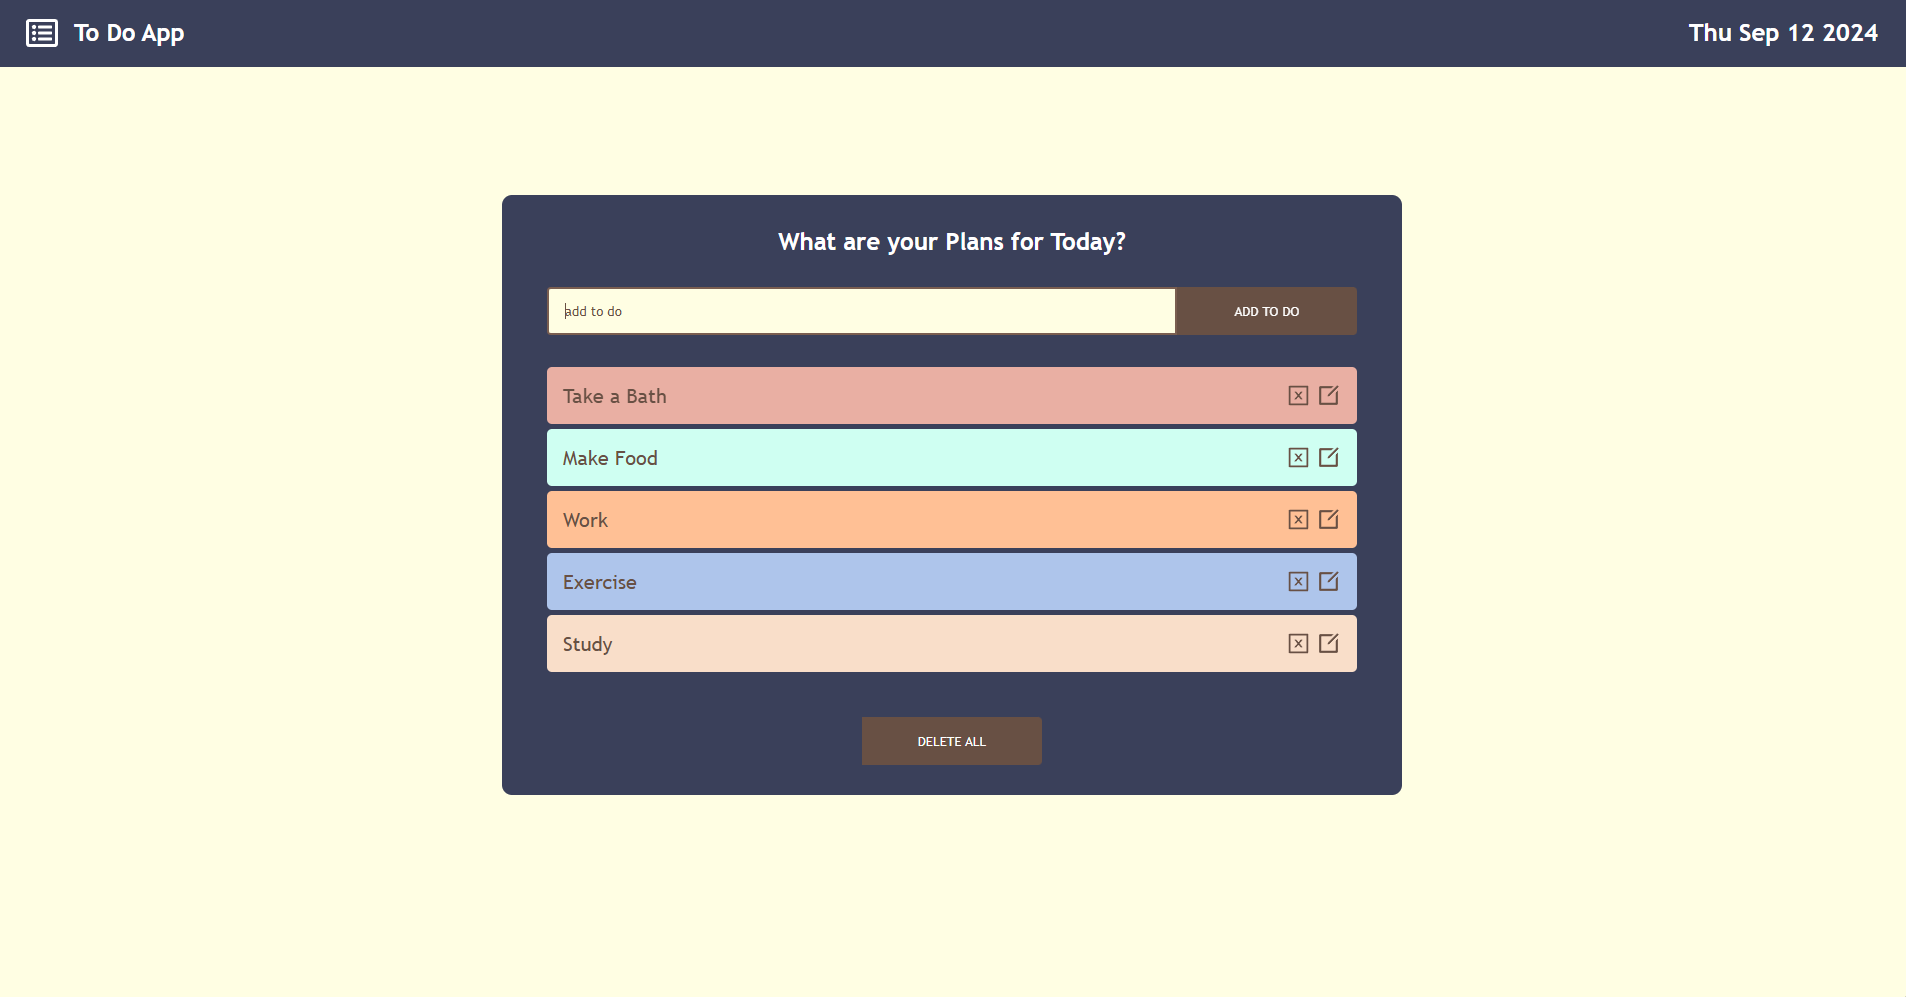 To Do App
Thu Sep 12 2024
What are your Plans for Today?
add to do
ADD TO DO
Take a Bath
Make Food
Work
Exercise
Study
DELETE ALL